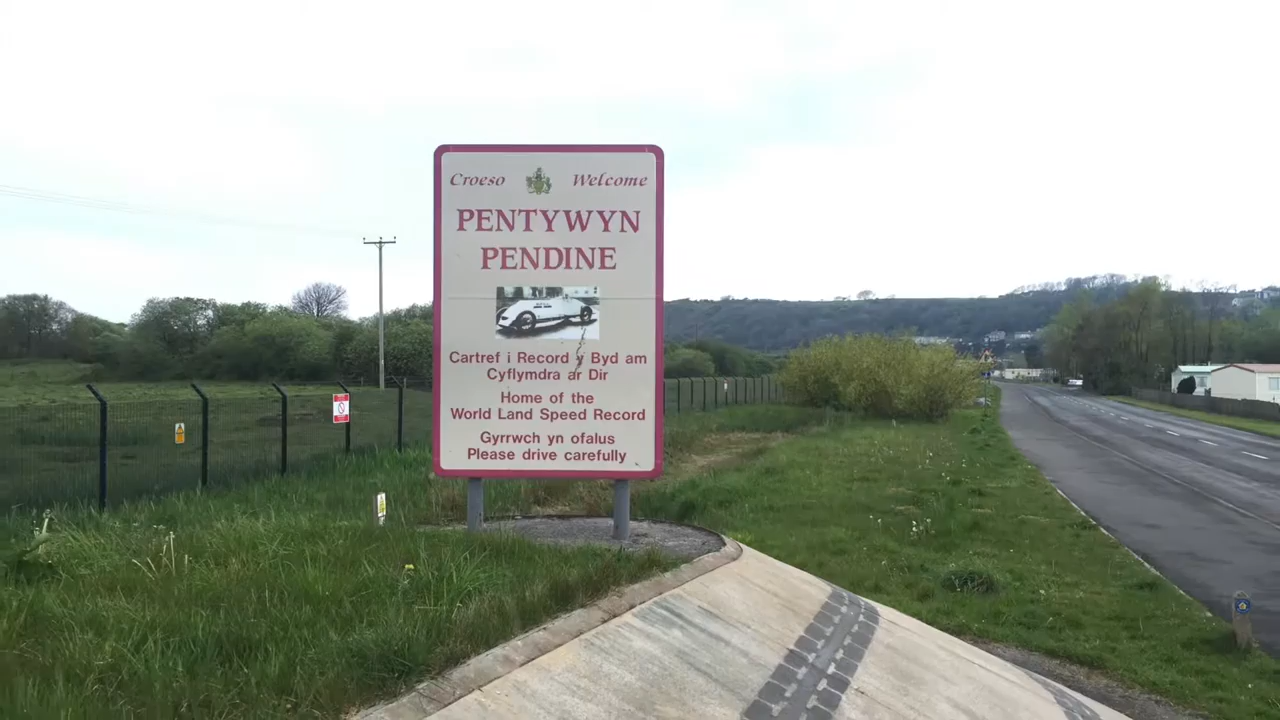 Croeso Welcome
PENTYWYN
PENDINE
Cartref i Record y Byd am
Cyflymdra ar Dir
Home of the
World Land Speed Record
Gyrrwch yn ofalus
Please drive carefully